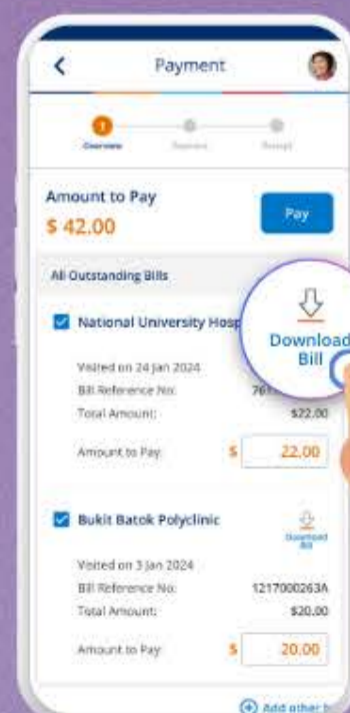 Payment
1
Overview Payment Receipt
Amount to Pay
$ 42.00
Pay
All Outstanding Bills
National University Hosp
Download
Bill
Visited on 24 Jan 2024
Bill Reference No:
Total Amount: $22.00
Amount to Pay: $ 22.00
Bukit Batok Polyclinic
Download
Bill
Visited on 3 Jan 2024
Bill Reference No: 1217000263A
Total Amount: $20.00
Amount to Pay: $ 20.00
Add other b